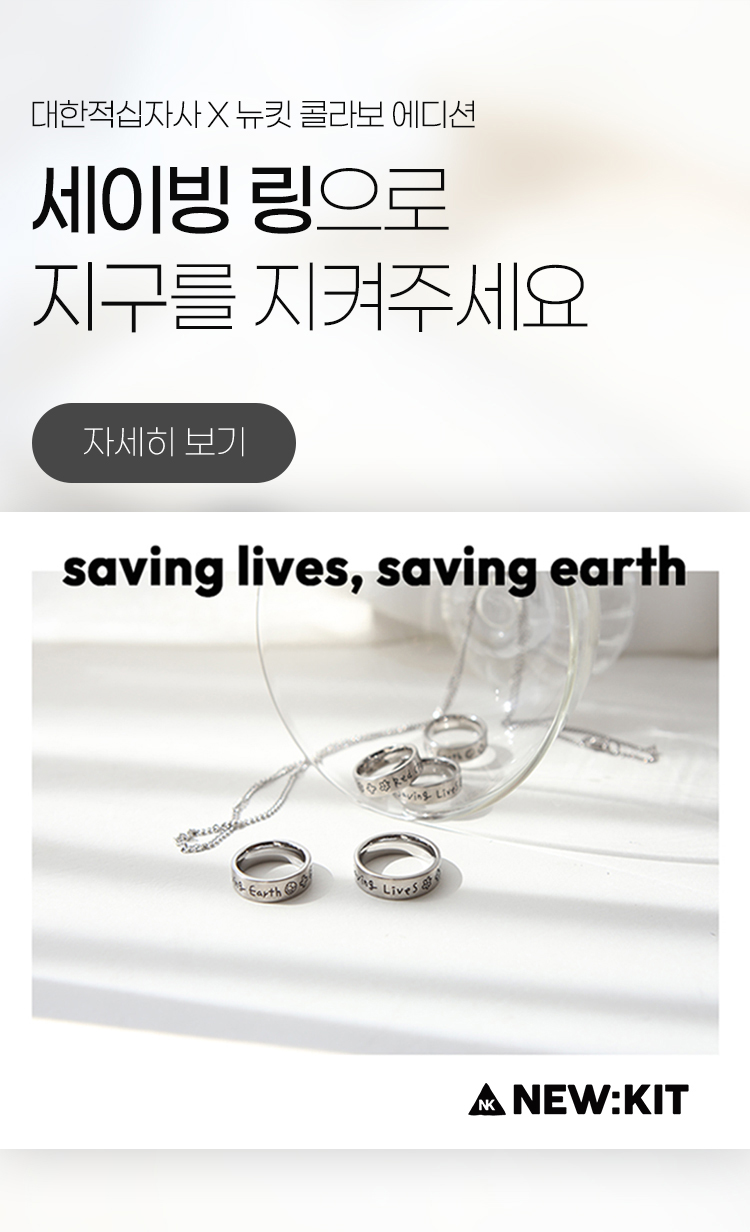 대한적십자사 X 뉴킷 콜라보 에디션
세이빙 링으로
지구를 지켜주세요
자세히 보기
saving lives, saving earth
Earth
Lives
NK NEW:KIT